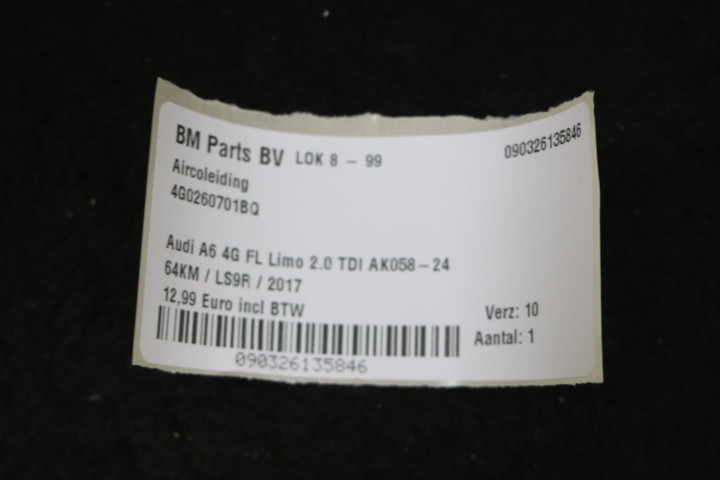 BM Parts BV LOK 8 - 99 090326135846
Aircoleiding
4G0260701BQ
Audi A6 4G FL Limo 2.0 TDI AK058-24
64KM / LS9R / 2017
12,99 Euro incl BTW
Verz: 10
Aantal: 1
090326135846